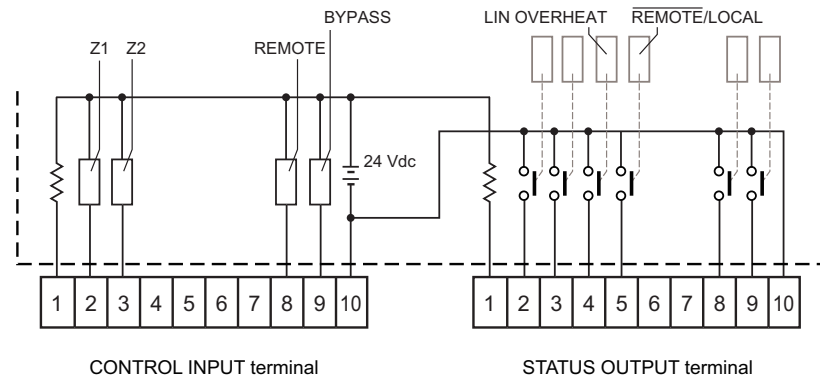 BYPASS
LIN OVERHEAT
REMOTE/LOCAL
Z1 Z2
REMOTE
24 Vdc
1 2 3 4 5 6 7 8 9 10
1 2 3 4 5 6 7 8 9 10
CONTROL INPUT terminal
STATUS OUTPUT terminal